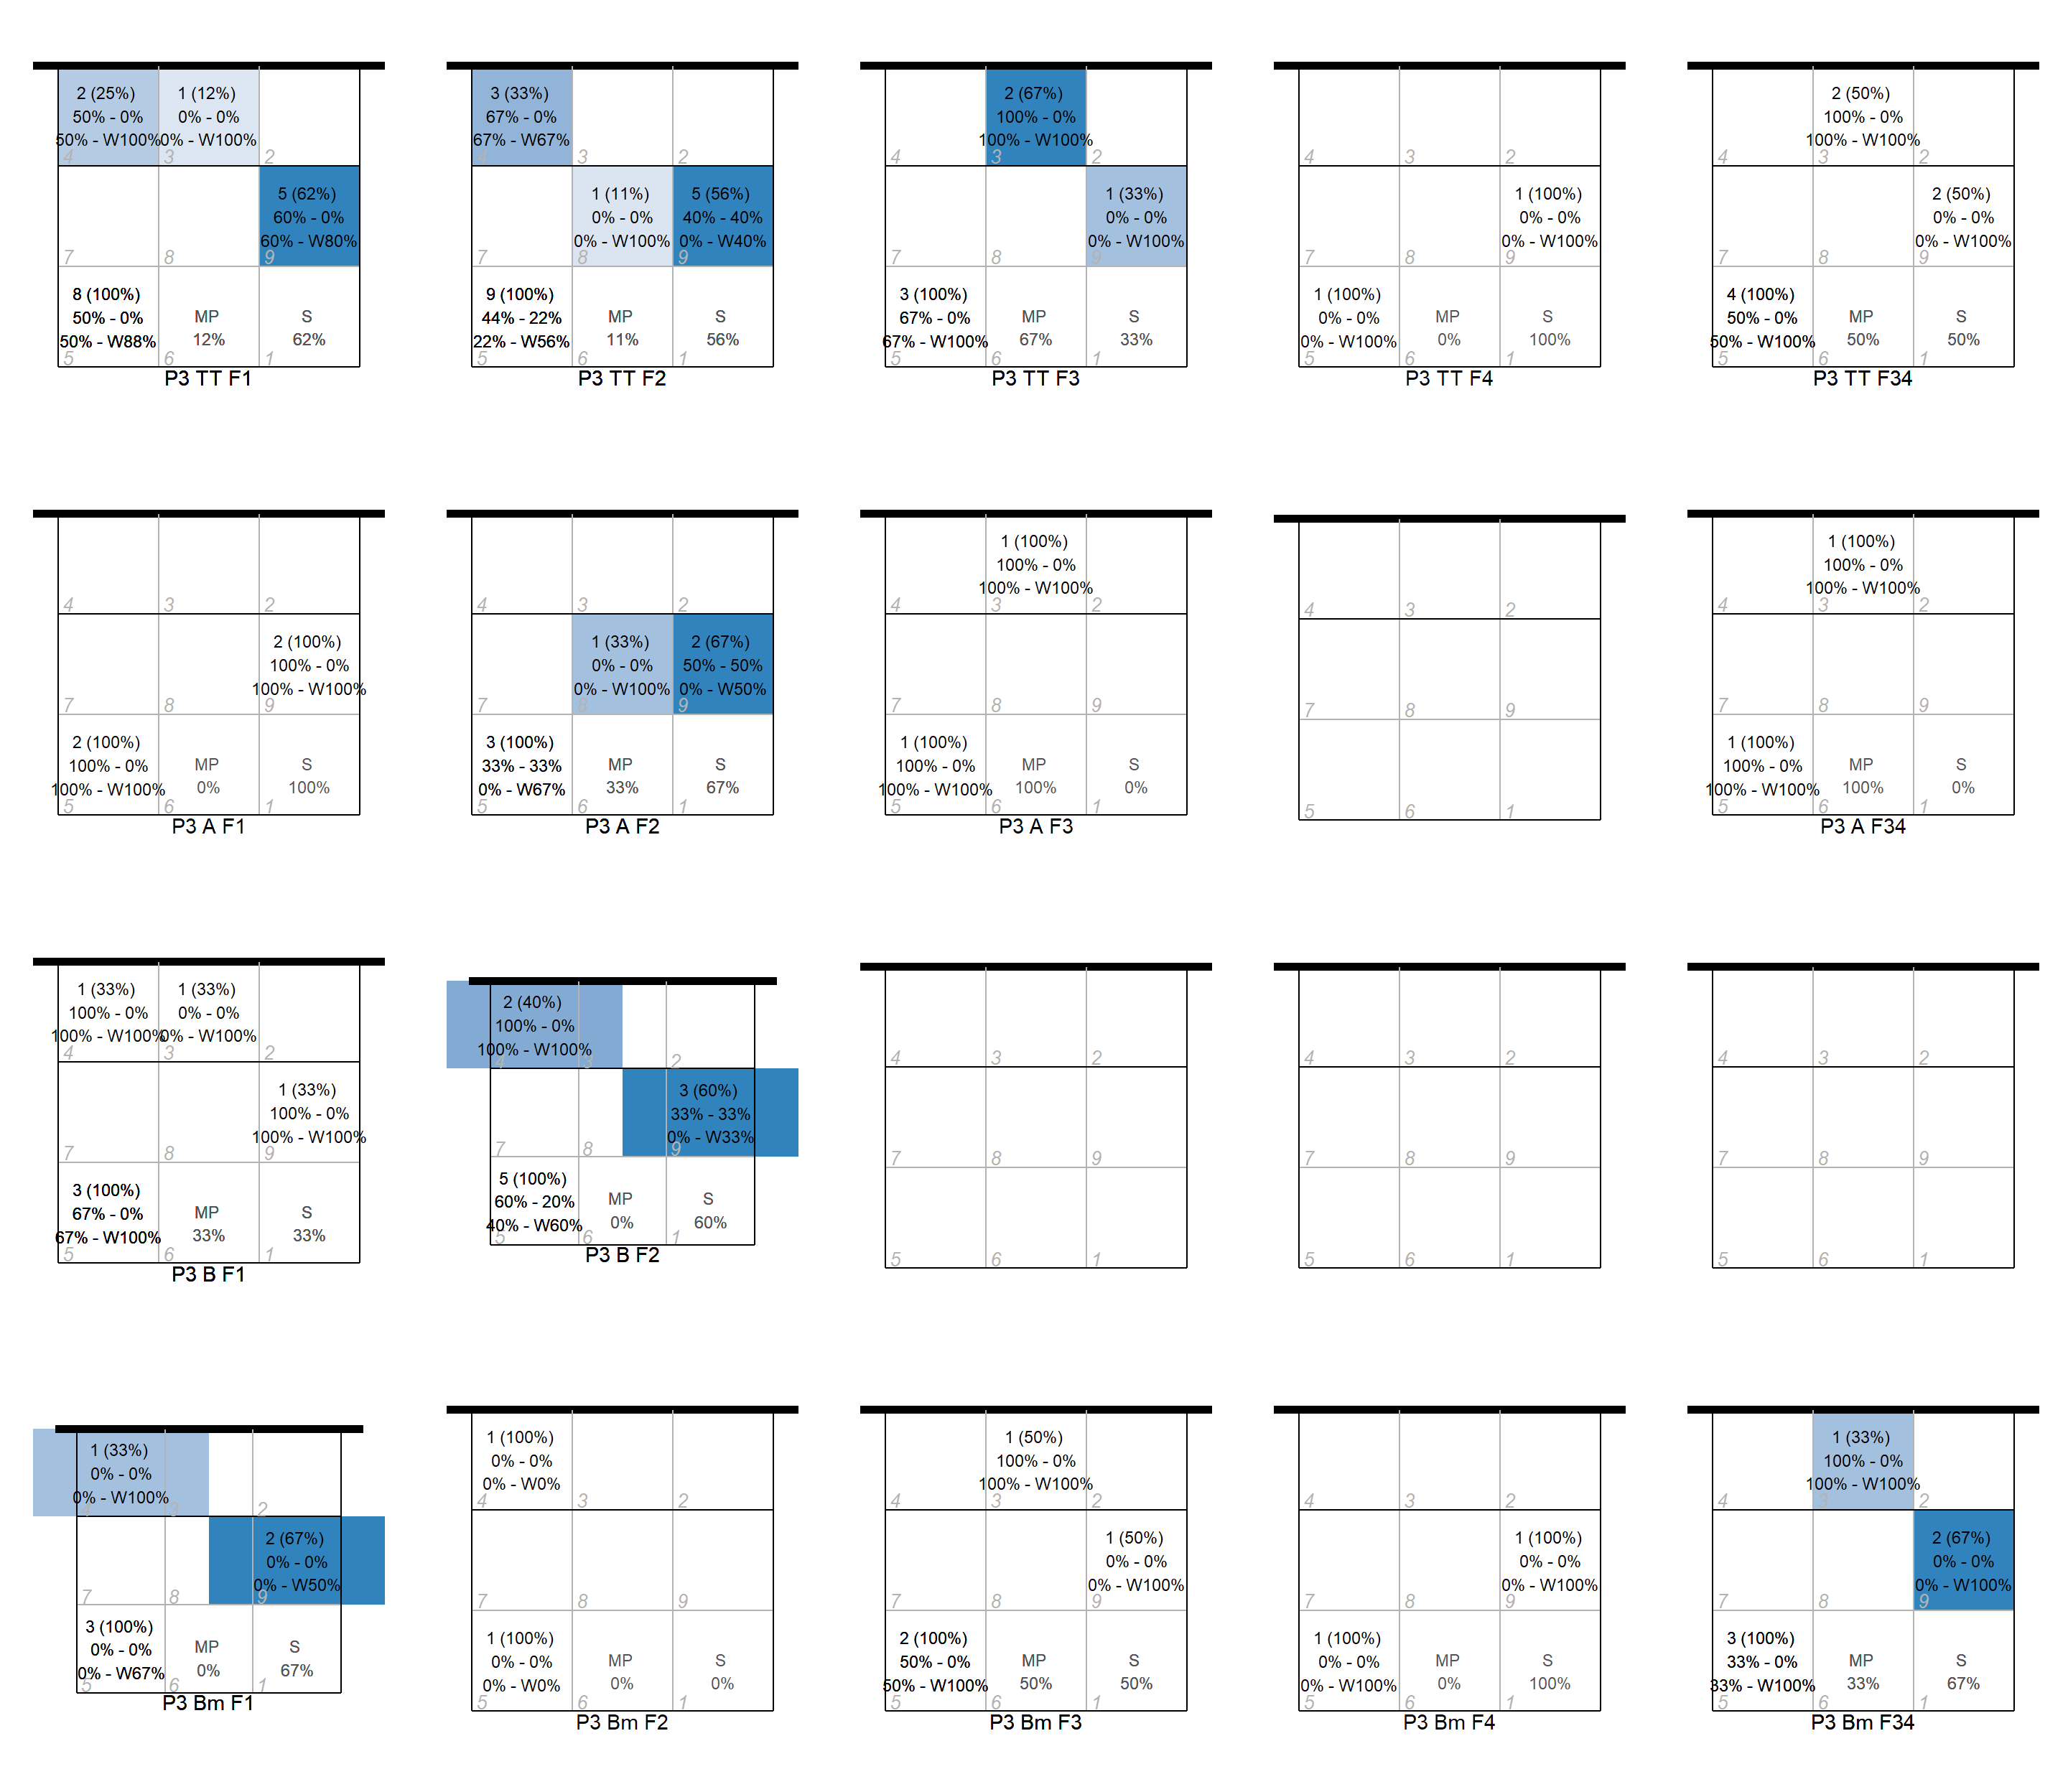 2 (25%)
50% - 0%
50% - W100%
4
1 (12%)
0% - 0%
0% - W100%
3
2
7
8
5 (62%)
60% - 0%
60% - W80%
9
8 (100%)
50% - 0%
50% - W88%
5
MP
12%
6
S
62%
1
P3 TT F1
3 (33%)
67% - 0%
67% - W67%
4
3
2
7
1 (11%)
0% - 0%
0% - W100%
8
5 (56%)
40% - 40%
0% - W40%
9
9 (100%)
44% - 22%
22% - W56%
5
MP
11%
6
S
56%
1
P3 TT F2
4
2 (67%)
100% - 0%
100% - W100%
3
2
7
8
1 (33%)
0% - 0%
0% - W100%
9
3 (100%)
67% - 0%
67% - W100%
5
MP
67%
6
S
33%
1
P3 TT F3
4
3
2
7
8
1 (100%)
0% - 0%
0% - W100%
9
1 (100%)
0% - 0%
0% - W100%
5
MP
0%
6
S
100%
1
P3 TT F4
4
2 (50%)
100% - 0%
100% - W100%
3
2
7
8
2 (50%)
0% - 0%
0% - W100%
9
4 (100%)
50% - 0%
50% - W100%
5
MP
50%
6
S
50%
1
P3 TT F34
4
3
2
7
8
2 (100%)
100% - 0%
100% - W100%
9
2 (100%)
100% - 0%
100% - W100%
5
MP
0%
6
S
100%
1
P3 A F1
4
3
2
7
1 (33%)
0% - 0%
0% - W100%
8
2 (67%)
50% - 50%
0% - W50%
9
3 (100%)
33% - 33%
0% - W67%
5
MP
33%
6
S
67%
1
P3 A F2
4
1 (100%)
100% - 0%
100% - W100%
3
2
7
8
9
1 (100%)
100% - 0%
100% - W100%
5
MP
100%
6
S
0%
1
P3 A F3
4
3
2
7
8
9
5
6
1
4
1 (100%)
100% - 0%
100% - W100%
3
2
7
8
9
1 (100%)
100% - 0%
100% - W100%
5
MP
100%
6
S
0%
1
P3 A F34
1 (33%)
100% - 0%
100% - W100%
4
1 (33%)
0% - 0%
0% - W100%
3
2
7
8
1 (33%)
100% - 0%
100% - W100%
9
3 (100%)
67% - 0%
67% - W100%
5
MP
33%
6
S
33%
1
P3 B F1
2 (40%)
100% - 0%
100% - W100%
4
3
2
7
8
3 (60%)
33% - 33%
0% - W33%
9
5 (100%)
60% - 20%
40% - W60%
5
MP
0%
6
S
60%
1
P3 B F2
4
3
2
7
8
9
5
6
1
4
3
2
7
8
9
5
6
1
4
3
2
7
8
9
5
6
1
1 (33%)
0% - 0%
0% - W100%
4
3
2
7
8
2 (67%)
0% - 0%
0% - W50%
9
3 (100%)
0% - 0%
0% - W67%
5
MP
0%
6
S
67%
1
P3 Bm F1
1 (100%)
0% - 0%
0% - W0%
4
3
2
7
8
9
1 (100%)
0% - 0%
0% - W0%
5
MP
0%
6
S
0%
1
P3 Bm F2
4
1 (50%)
100% - 0%
100% - W100%
3
2
7
8
1 (50%)
0% - 0%
0% - W100%
9
2 (100%)
50% - 0%
50% - W100%
5
MP
50%
6
S
50%
1
P3 Bm F3
4
3
2
7
8
1 (100%)
0% - 0%
0% - W100%
9
1 (100%)
0% - 0%
0% - W100%
5
MP
0%
6
S
100%
1
P3 Bm F4
4
1 (33%)
100% - 0%
100% - W100%
3
2
7
8
2 (67%)
0% - 0%
0% - W100%
9
3 (100%)
33% - 0%
33% - W100%
5
MP
33%
6
S
67%
1
P3 Bm F34